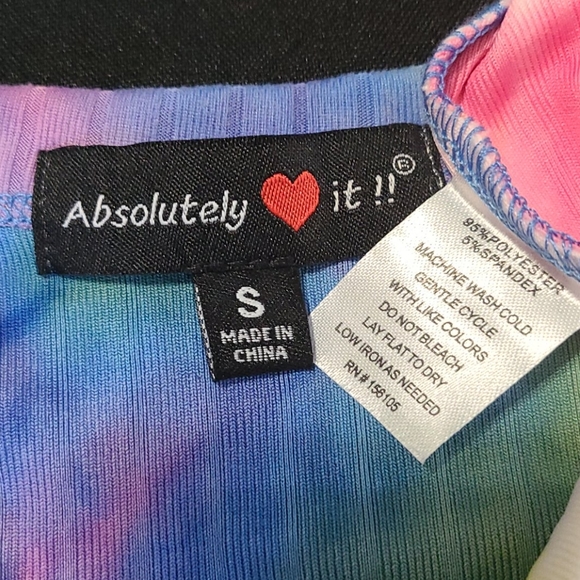 Absolutely ❤ it !!®
S
MADE IN
CHINA
95%POLYESTER
5%SPANDEX
MACHINE WASH COLD
GENTLE CYCLE
WITH LIKE COLORS
DO NOT BLEACH
LAY FLAT TO DRY
LOW IRON AS NEEDED
RN # 156105